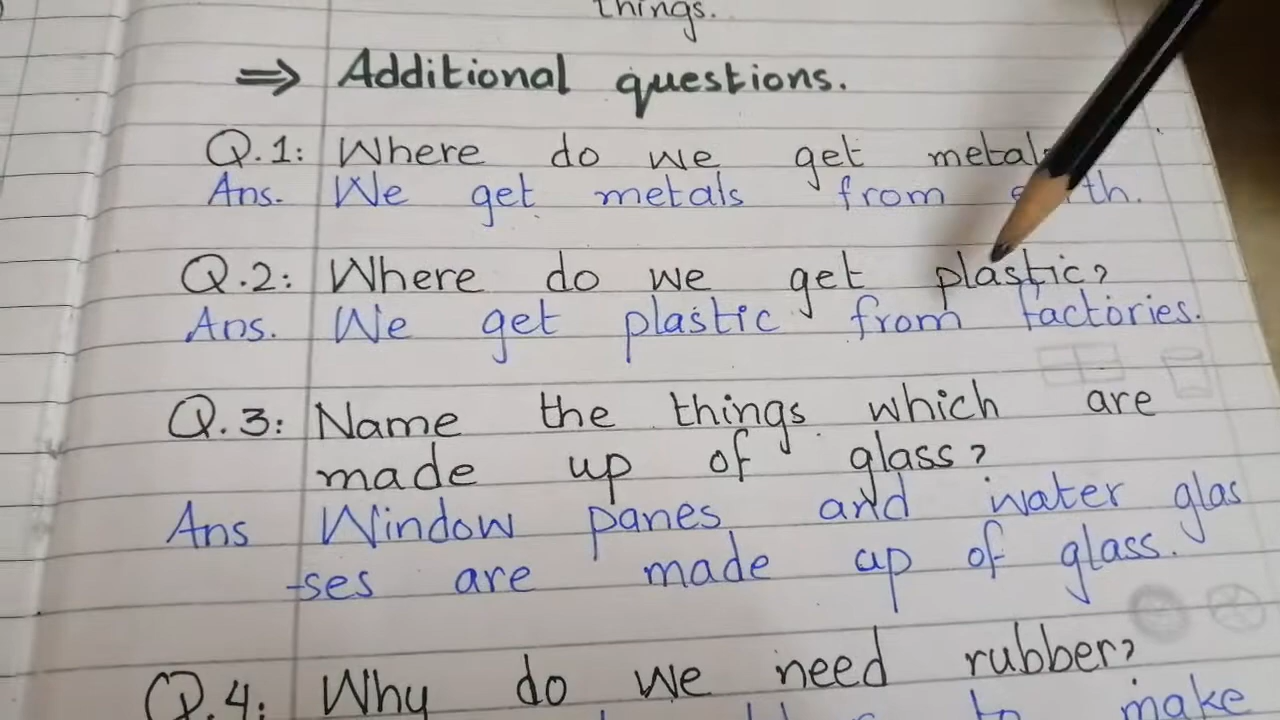 things.
⇒ Additional questions.
Q.1: Where do we get metal
Ans. We get metals from earth.
Q.2: Where do we get plastic?
Ans. We get plastic from factories.
Q.3: Name the things which are
made up of glass?
Ans Window panes and water glas
-ses are made up of glass.
Q.4: Why do we need rubber?
to make